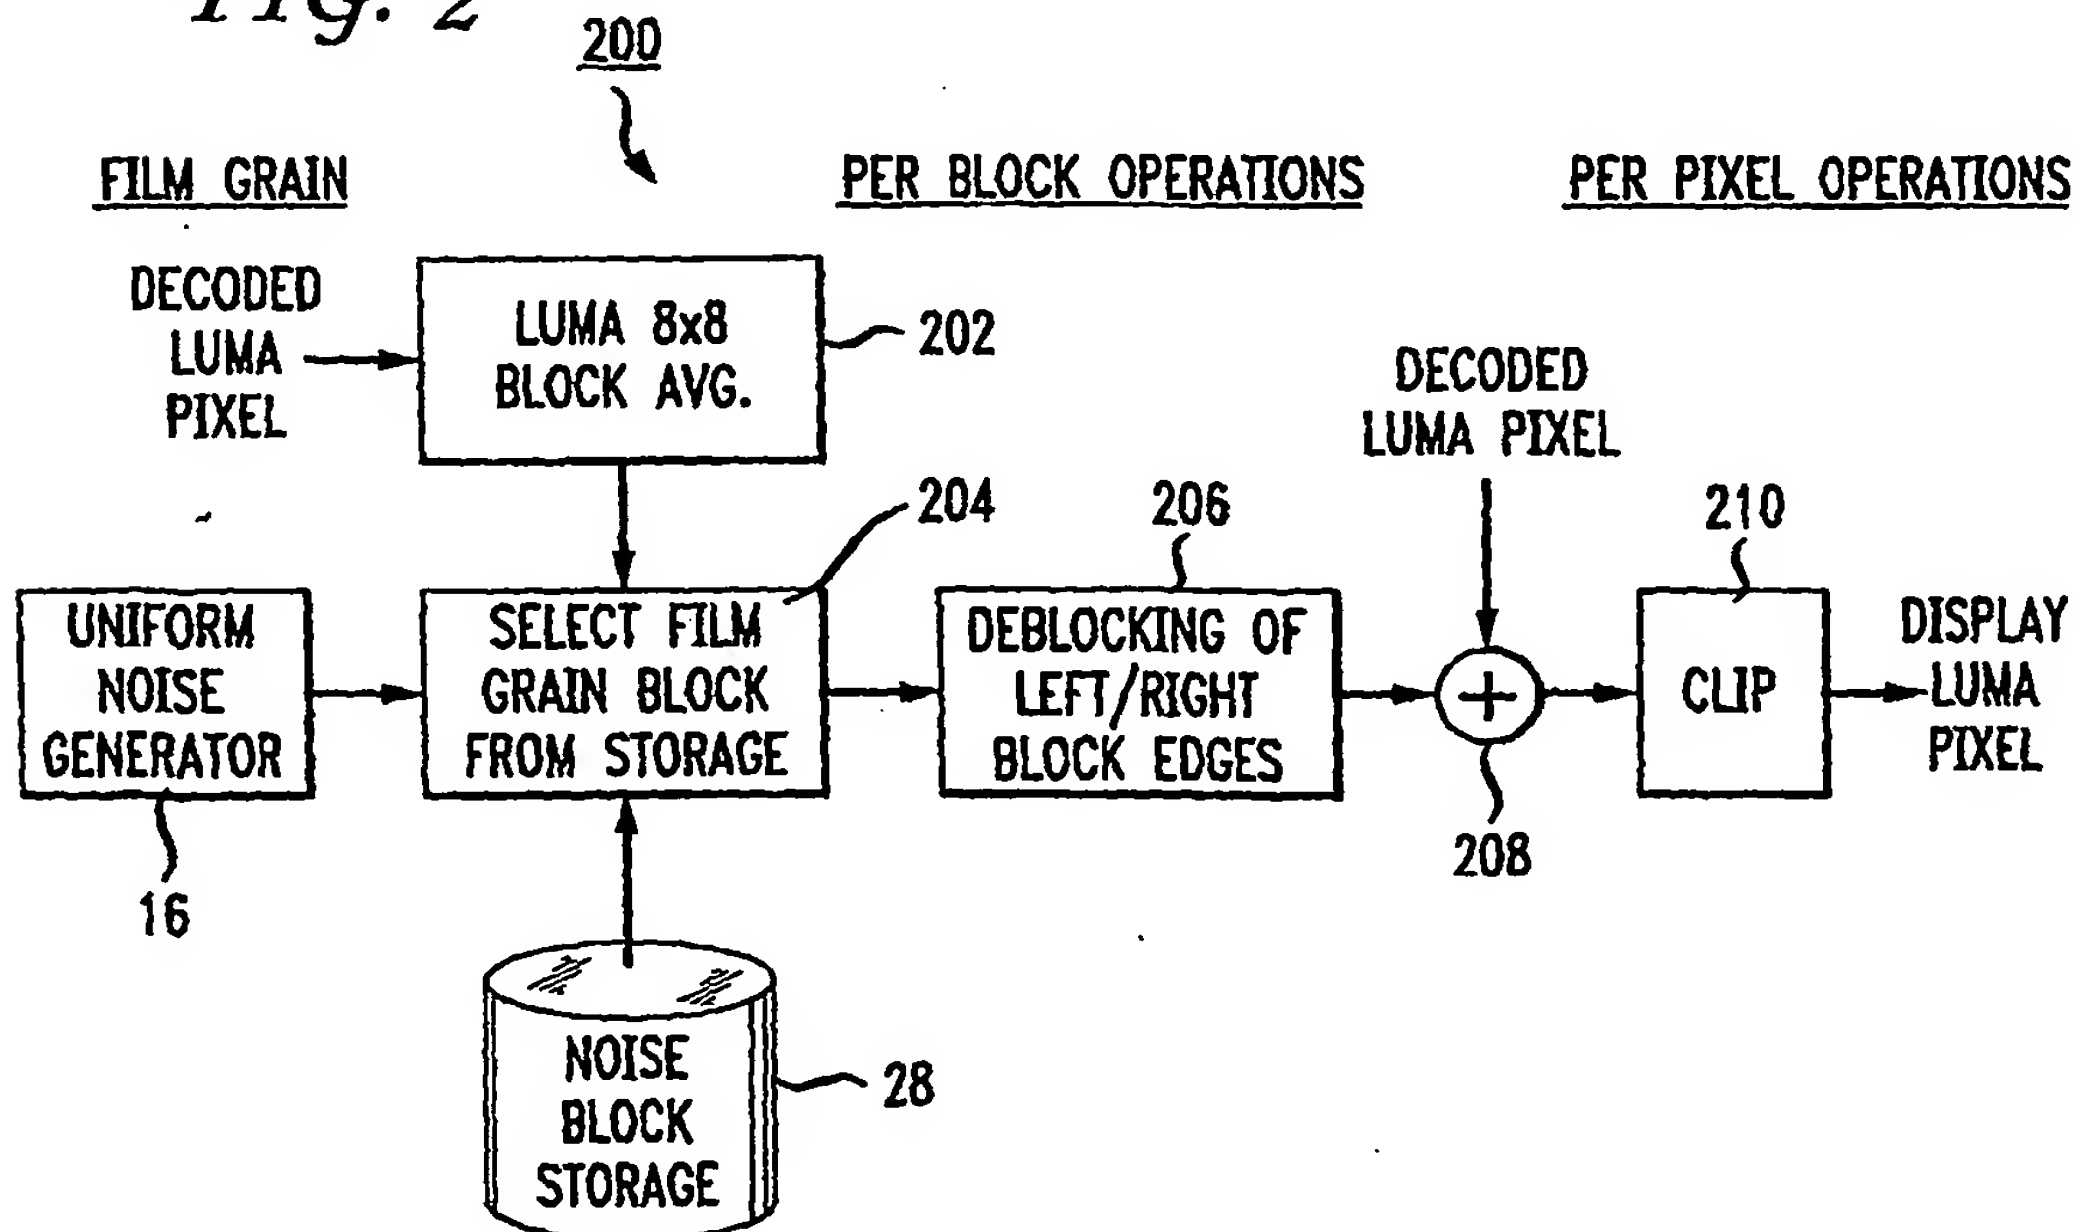 FIG. 2
200
FILM GRAIN
PER BLOCK OPERATIONS
PER PIXEL OPERATIONS
DECODED
LUMA
PIXEL
LUMA 8x8
BLOCK AVG.
202
DECODED
LUMA PIXEL
204
206
210
UNIFORM
NOISE
GENERATOR
SELECT FILM
GRAIN BLOCK
FROM STORAGE
DEBLOCKING OF
LEFT/RIGHT
BLOCK EDGES
+
CLIP
DISPLAY
LUMA
PIXEL
208
16
NOISE
BLOCK
STORAGE
28